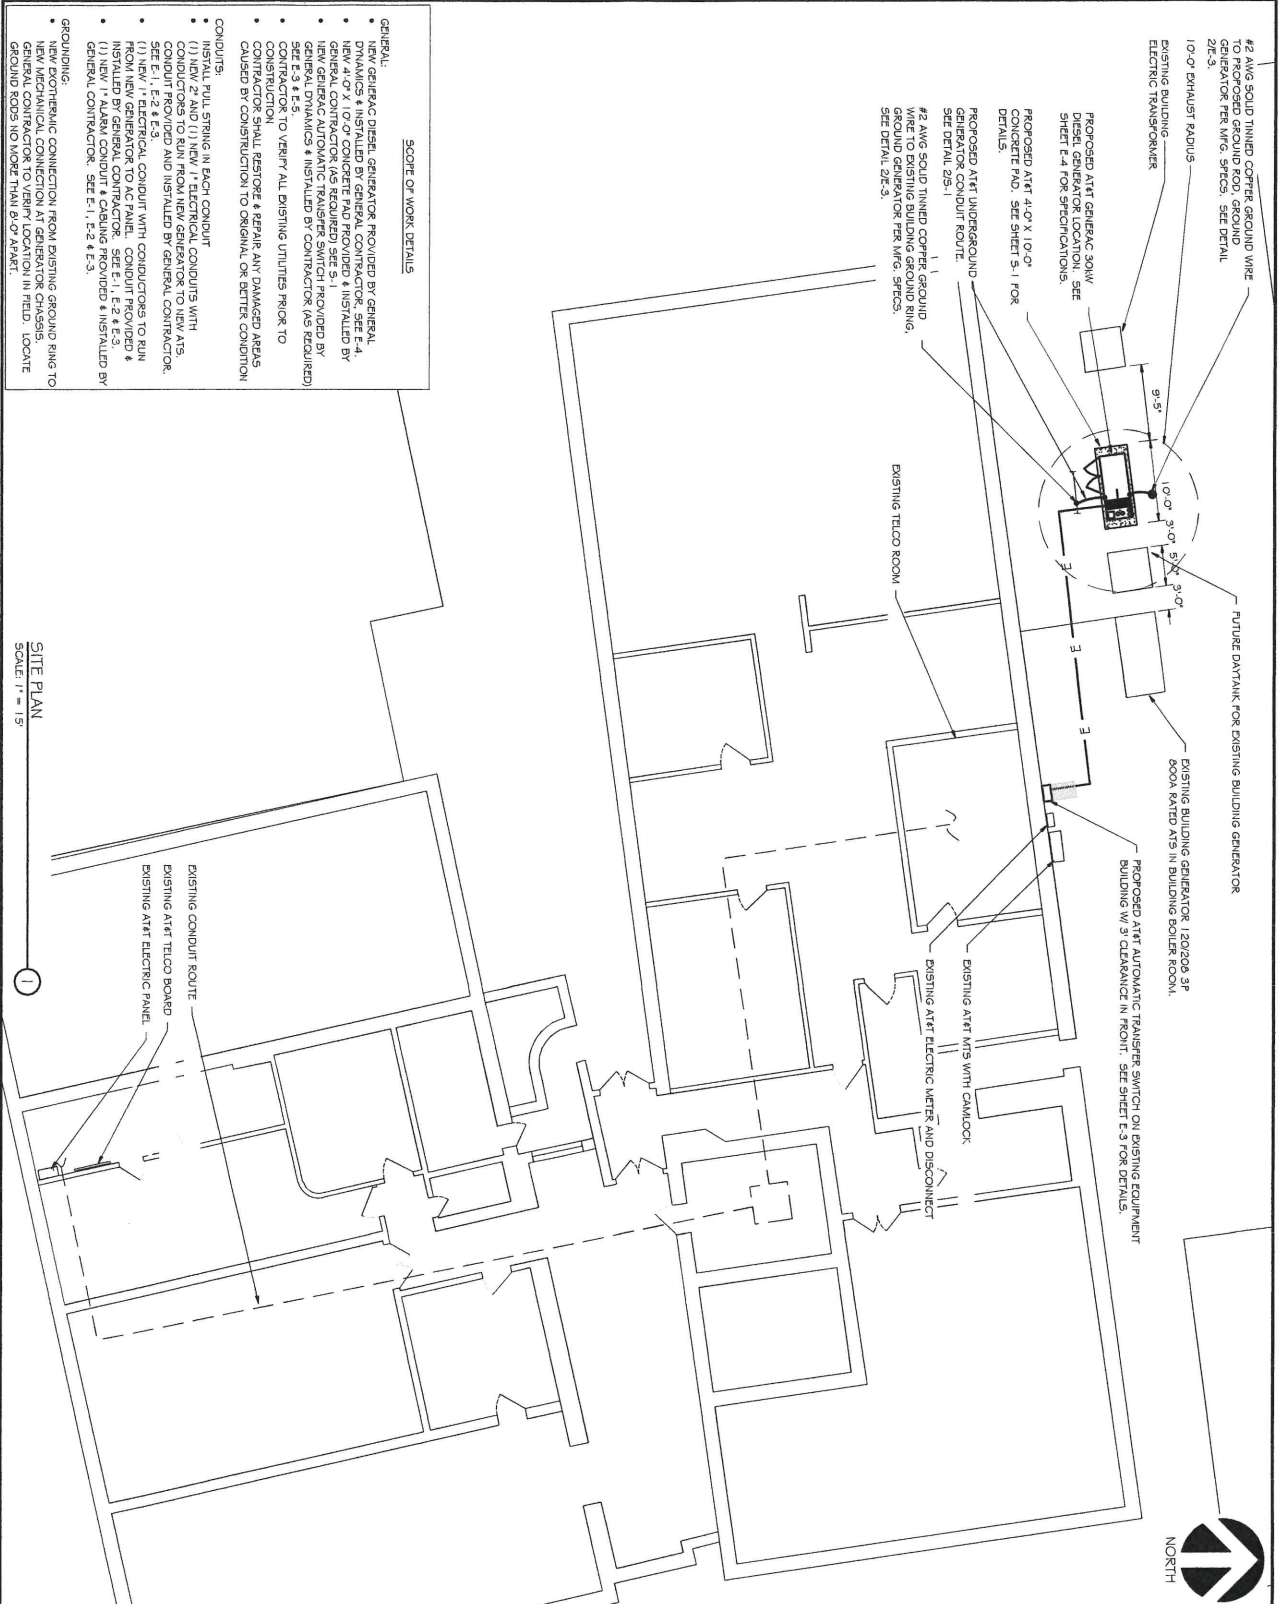 #2 AWG SOLID TINNED COPPER GROUND WIRE
TO PROPOSED GROUND ROD, GROUND
GENERATOR PER MFG. SPECS. SEE DETAIL
2/E-3.
10'-0" EXHAUST RADIUS
EXISTING BUILDING
ELECTRIC TRANSFORMER
PROPOSED AT&T GENERAC 30KW
DIESEL GENERATOR LOCATION. SEE
SHEET E-4 FOR SPECIFICATIONS.
PROPOSED AT&T 4'-0" X 10'-0"
CONCRETE PAD. SEE SHEET S-1 FOR
DETAILS.
PROPOSED AT&T UNDERGROUND
GENERATOR CONDUIT ROUTE.
SEE DETAIL 2/S-1
#2 AWG SOLID TINNED COPPER GROUND
WIRE TO EXISTING BUILDING GROUND RING,
GROUND GENERATOR PER MFG. SPECS.
SEE DETAIL 2/E-3.
9'-5"
10'-0"
3'-0"
5'-0"
3'-0"
E
E
E
FUTURE DAYTANK FOR EXISTING BUILDING GENERATOR
EXISTING BUILDING GENERATOR 120/208 3P
800A RATED ATS IN BUILDING BOILER ROOM.
PROPOSED AT&T AUTOMATIC TRANSFER SWITCH ON EXISTING EQUIPMENT
BUILDING W/ 3' CLEARANCE IN FRONT. SEE SHEET E-3 FOR DETAILS.
EXISTING AT&T MTS WITH CAMLOCK
EXISTING AT&T ELECTRIC METER AND DISCONNECT
EXISTING TELCO ROOM
NORTH
EXISTING CONDUIT ROUTE
EXISTING AT&T TELCO BOARD
EXISTING AT&T ELECTRIC PANEL
SCOPE OF WORK DETAILS
GENERAL:
• NEW GENERAC DIESEL GENERATOR PROVIDED BY GENERAL
DYNAMICS & INSTALLED BY GENERAL CONTRACTOR, SEE E-4.
• NEW 4'-0" X 10'-0" CONCRETE PAD PROVIDED & INSTALLED BY
GENERAL CONTRACTOR (AS REQUIRED) SEE S-1
• NEW GENERAC AUTOMATIC TRANSFER SWITCH PROVIDED BY
GENERAL DYNAMICS & INSTALLED BY CONTRACTOR (AS REQUIRED)
SEE E-3 & E-5.
• CONTRACTOR TO VERIFY ALL EXISTING UTILITIES PRIOR TO
CONSTRUCTION
• CONTRACTOR SHALL RESTORE & REPAIR ANY DAMAGED AREAS
CAUSED BY CONSTRUCTION TO ORIGINAL OR BETTER CONDITION
CONDUITS:
• INSTALL PULL STRING IN EACH CONDUIT
• (1) NEW 2" AND (1) NEW 1" ELECTRICAL CONDUITS WITH
CONDUCTORS TO RUN FROM NEW GENERATOR TO NEW ATS.
CONDUIT PROVIDED AND INSTALLED BY GENERAL CONTRACTOR.
SEE E-1, E-2 & E-3.
• (1) NEW 1" ELECTRICAL CONDUIT WITH CONDUCTORS TO RUN
FROM NEW GENERATOR TO AC PANEL. CONDUIT PROVIDED &
INSTALLED BY GENERAL CONTRACTOR. SEE E-1, E-2 & E-3.
• (1) NEW 1" ALARM CONDUIT & CABLING PROVIDED & INSTALLED BY
GENERAL CONTRACTOR. SEE E-1, E-2 & E-3.
GROUNDING:
• NEW EXOTHERMIC CONNECTION FROM EXISTING GROUND RING TO
NEW MECHANICAL CONNECTION AT GENERATOR CHASSIS.
GENERAL CONTRACTOR TO VERIFY LOCATION IN FIELD. LOCATE
GROUND RODS NO MORE THAN 8'-0" APART.
SITE PLAN
SCALE: 1" = 15'
1